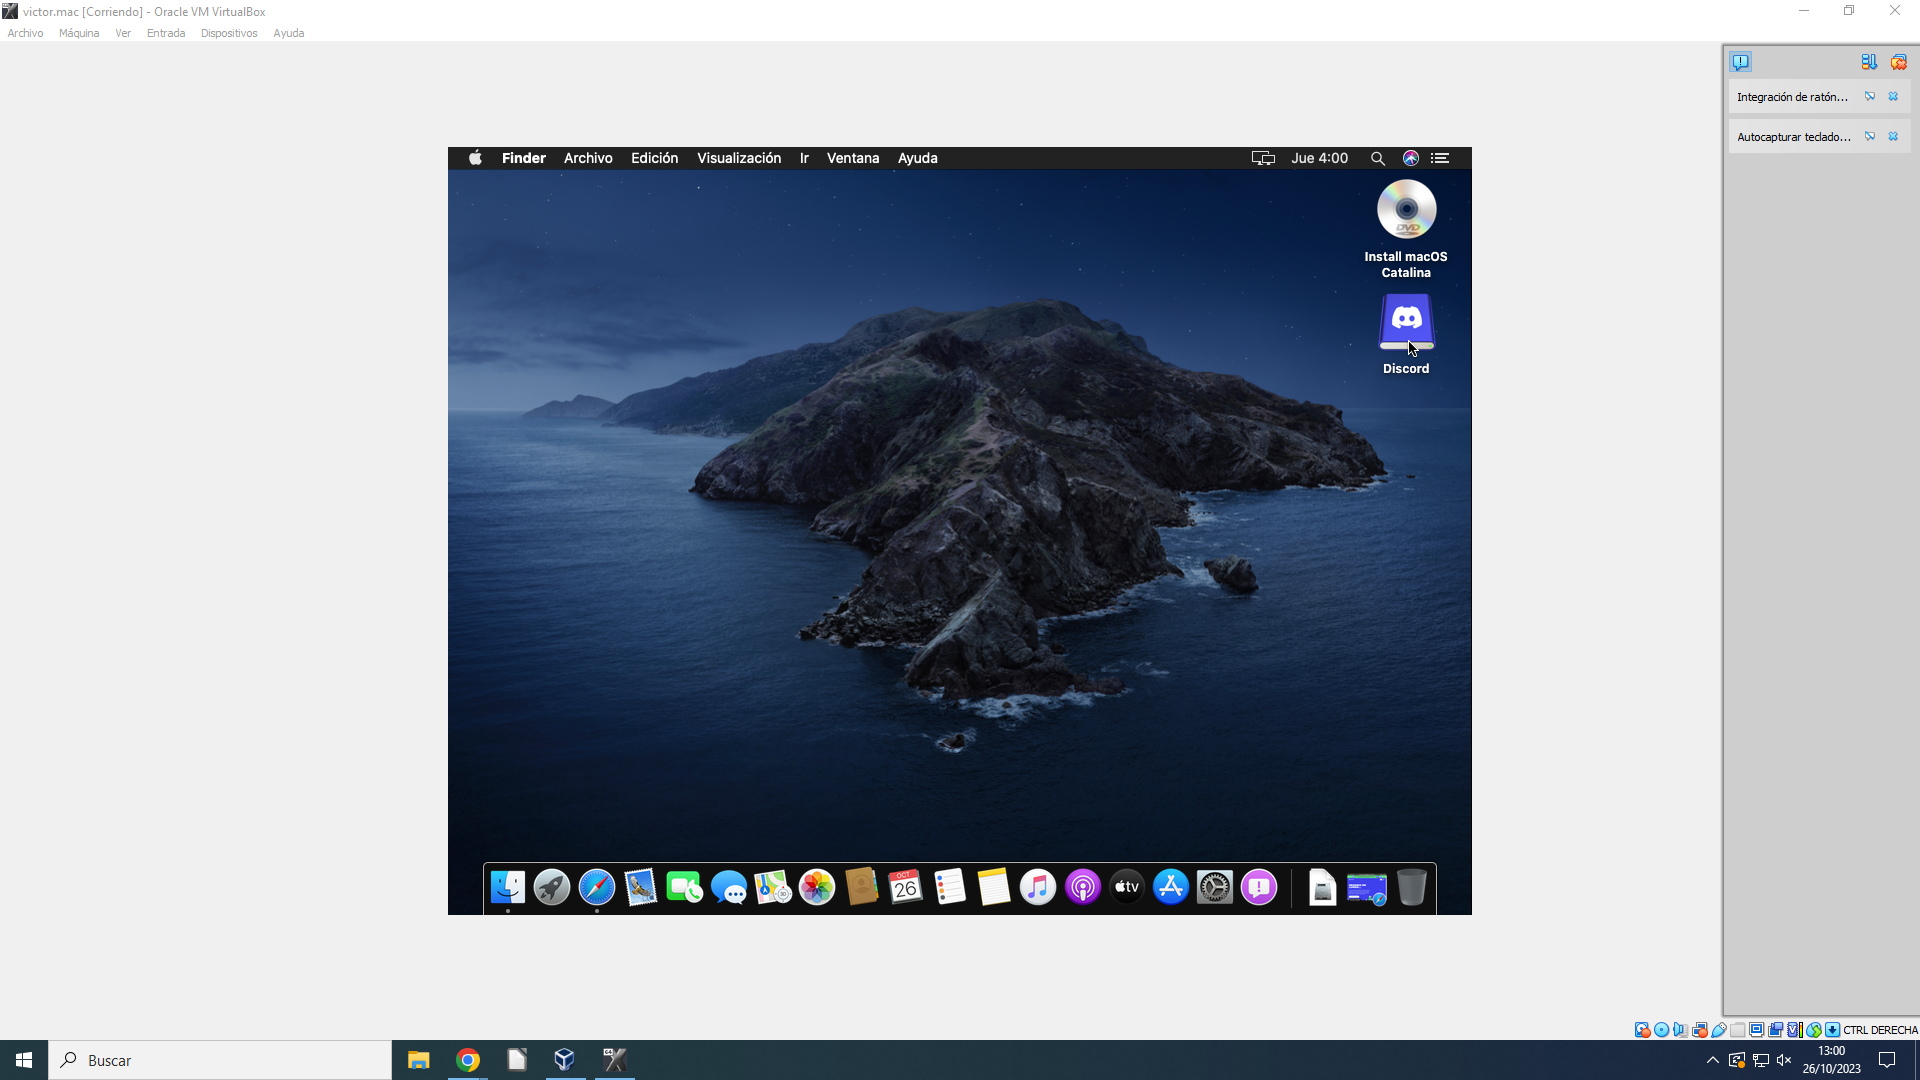 victor.mac [Corriendo] - Oracle VM VirtualBox
Archivo Máquina Ver Entrada Dispositivos Ayuda
Integración de ratón...
Autocapturar teclado...
Finder Archivo Edición Visualización Ir Ventana Ayuda
Jue 4:00
DVD
Install macOS
Catalina
Discord
OCT
26
tv
CTRL DERECHA
Buscar
64
13:00
26/10/2023